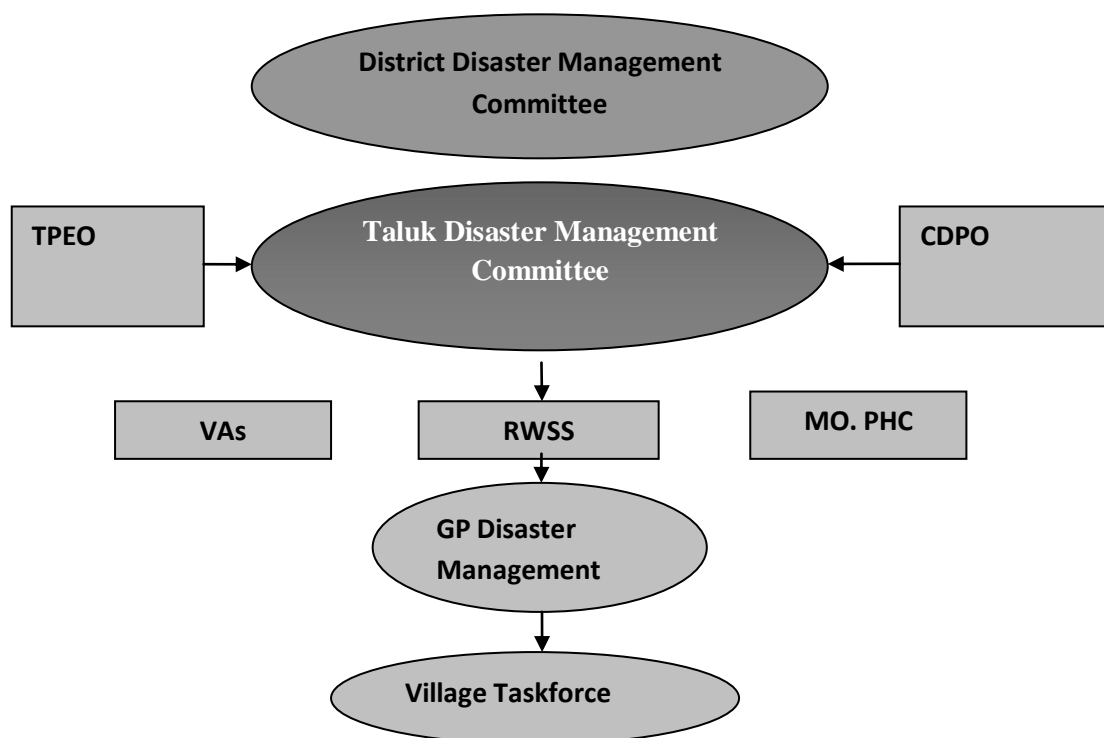 District Disaster Management
Committee
TPEO
Taluk Disaster Management
Committee
CDPO
VAs
RWSS
MO. PHC
GP Disaster
Management
Village Taskforce